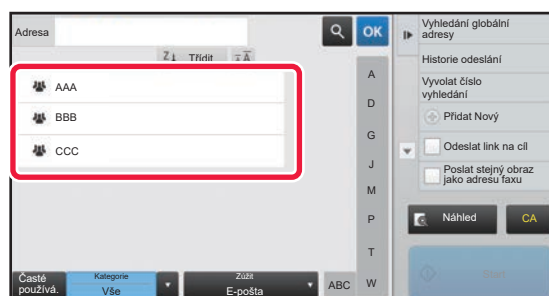 Adresa
OK
Z↓ Třídit
AAA
BBB
CCC
A
D
G
J
M
P
T
W
ABC
Časté
používá.
Kategorie
Vše
Zúžit
E-pošta
Vyhledání globální
adresy
Historie odeslání
Vyvolat číslo
vyhledání
Přidat Nový
Odeslat link na cíl
Poslat stejný obraz
jako adresu faxu
Náhled
CA
Start